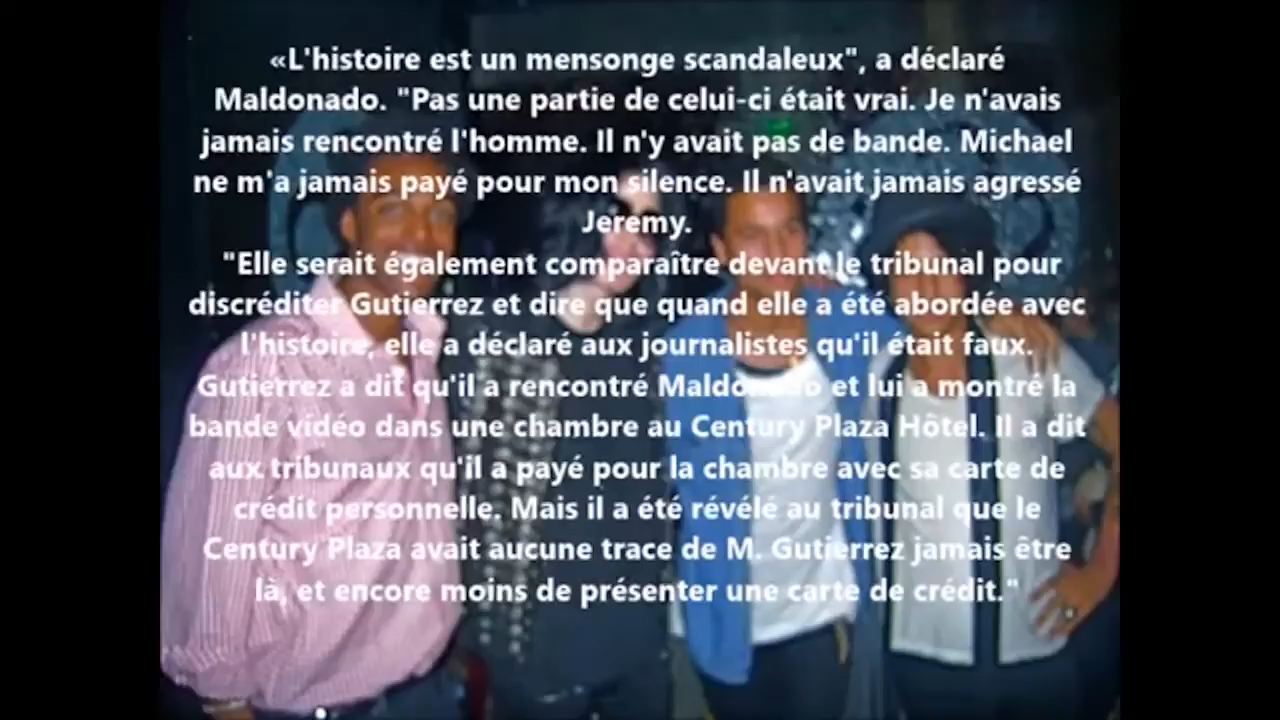 «L'histoire est un mensonge scandaleux", a déclaré
Maldonado. "Pas une partie de celui-ci était vrai. Je n'avais
jamais rencontré l'homme. Il n'y avait pas de bande. Michael
ne m'a jamais payé pour mon silence. Il n'avait jamais agressé
Jeremy.
"Elle serait également comparaître devant le tribunal pour
discréditer Gutierrez et dire que quand elle a été abordée avec
l'histoire, elle a déclaré aux journalistes qu'il était faux.
Gutierrez a dit qu'il a rencontré Maldonado et lui a montré la
bande vidéo dans une chambre au Century Plaza Hôtel. Il a dit
aux tribunaux qu'il a payé pour la chambre avec sa carte de
crédit personnelle. Mais il a été révélé au tribunal que le
Century Plaza avait aucune trace de M. Gutierrez jamais être
là, et encore moins de présenter une carte de crédit."